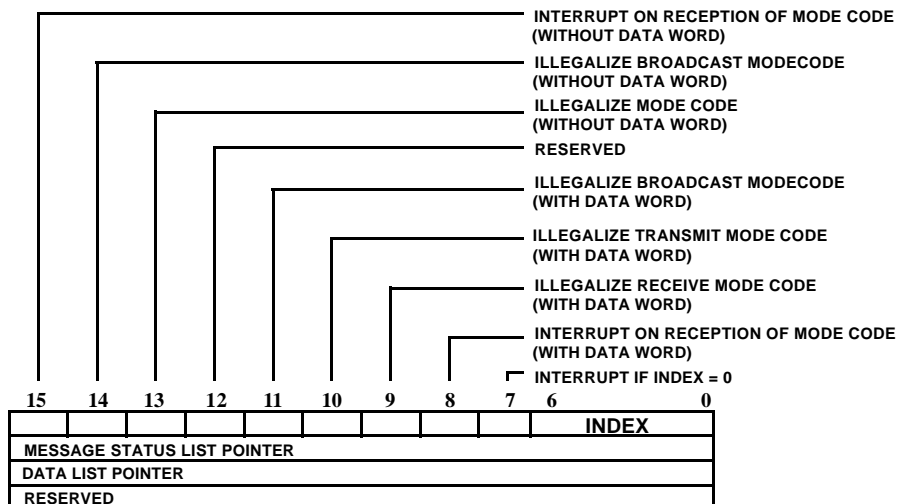 INTERRUPT ON RECEPTION OF MODE CODE
(WITHOUT DATA WORD)
ILLEGALIZE BROADCAST MODECODE
(WITHOUT DATA WORD)
ILLEGALIZE MODE CODE
(WITHOUT DATA WORD)
RESERVED
ILLEGALIZE BROADCAST MODECODE
(WITH DATA WORD)
ILLEGALIZE TRANSMIT MODE CODE
(WITH DATA WORD)
ILLEGALIZE RECEIVE MODE CODE
(WITH DATA WORD)
INTERRUPT ON RECEPTION OF MODE CODE
(WITH DATA WORD)
INTERRUPT IF INDEX = 0
15 14 13 12 11 10 9 8 7 6 0
INDEX
MESSAGE STATUS LIST POINTER
DATA LIST POINTER
RESERVED